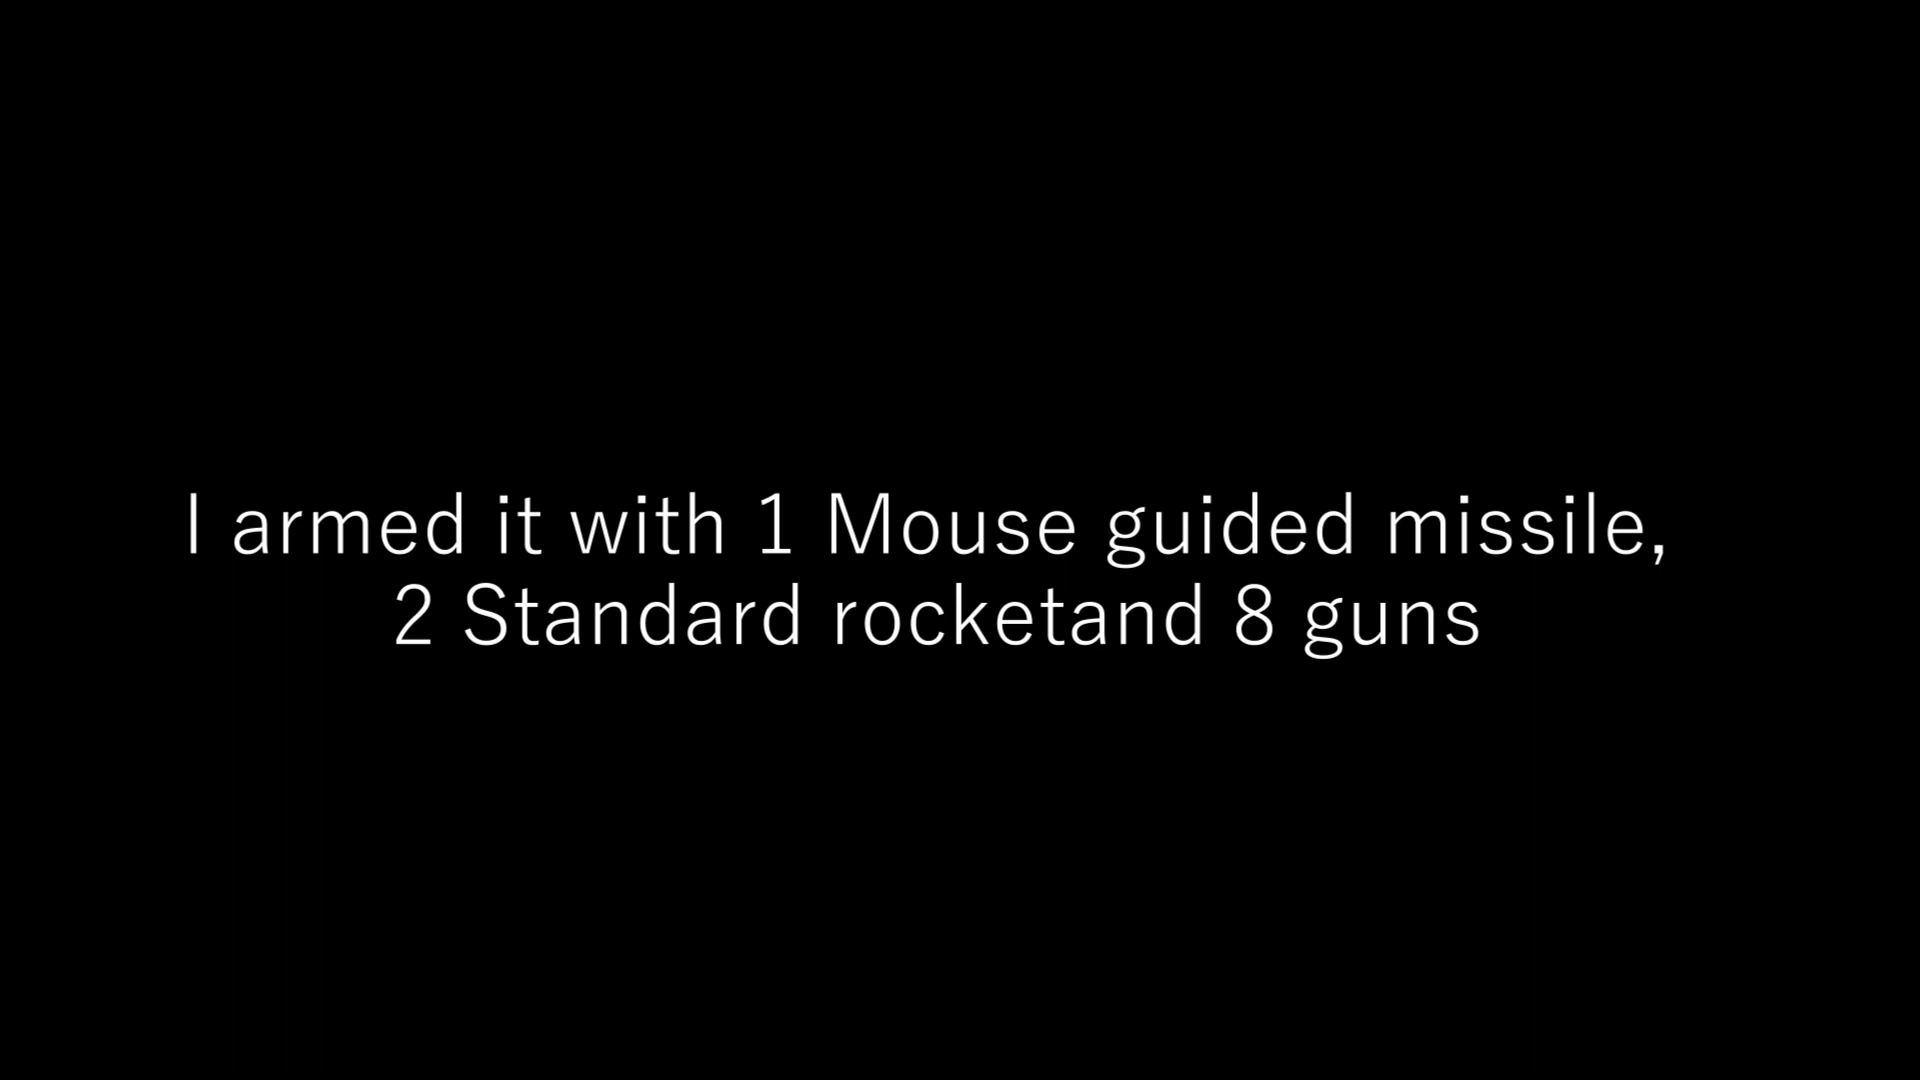 I armed it with 1 Mouse guided missile,
2 Standard rocketand 8 guns